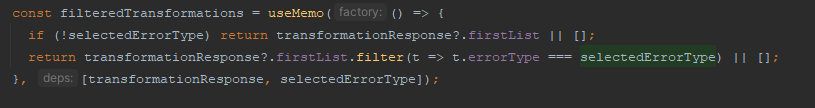 const filteredTransformations = useMemo( factory: () => {
  if (!selectedErrorType) return transformationResponse?.firstList || [];
  return transformationResponse?.firstList.filter(t => t.errorType === selectedErrorType) || [];
}, deps: [transformationResponse, selectedErrorType]);